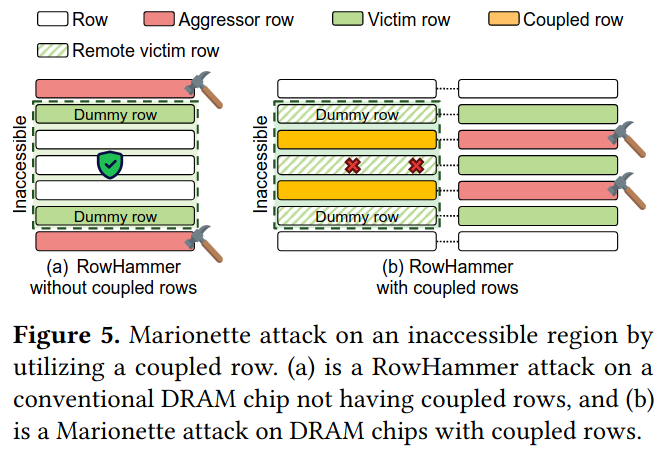 Row
Aggressor row
Victim row
Coupled row
Remote victim row
Inaccessible
Dummy row
Dummy row
(a) RowHammer
without coupled rows
Inaccessible
Dummy row
Dummy row
(b) RowHammer
with coupled rows
Figure 5. Marionette attack on an inaccessible region by
utilizing a coupled row. (a) is a RowHammer attack on a
conventional DRAM chip not having coupled rows, and (b)
is a Marionette attack on DRAM chips with coupled rows.